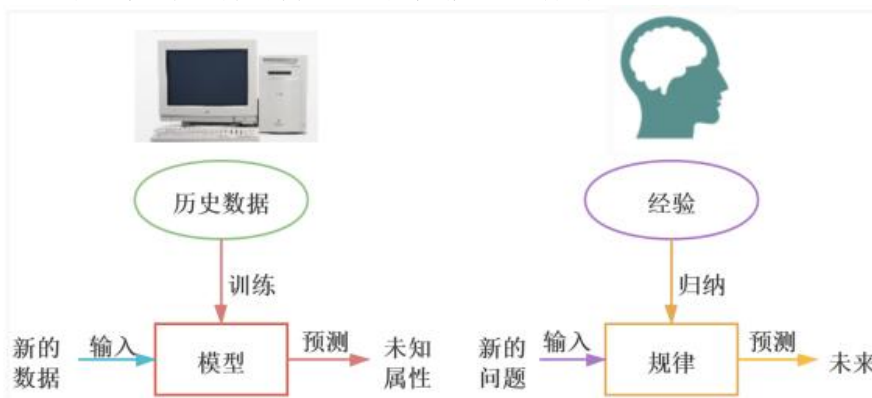 历史数据
训练
新的
数据
输入
模型
预测
未知
属性
经验
归纳
新的
问题
输入
规律
预测
未来